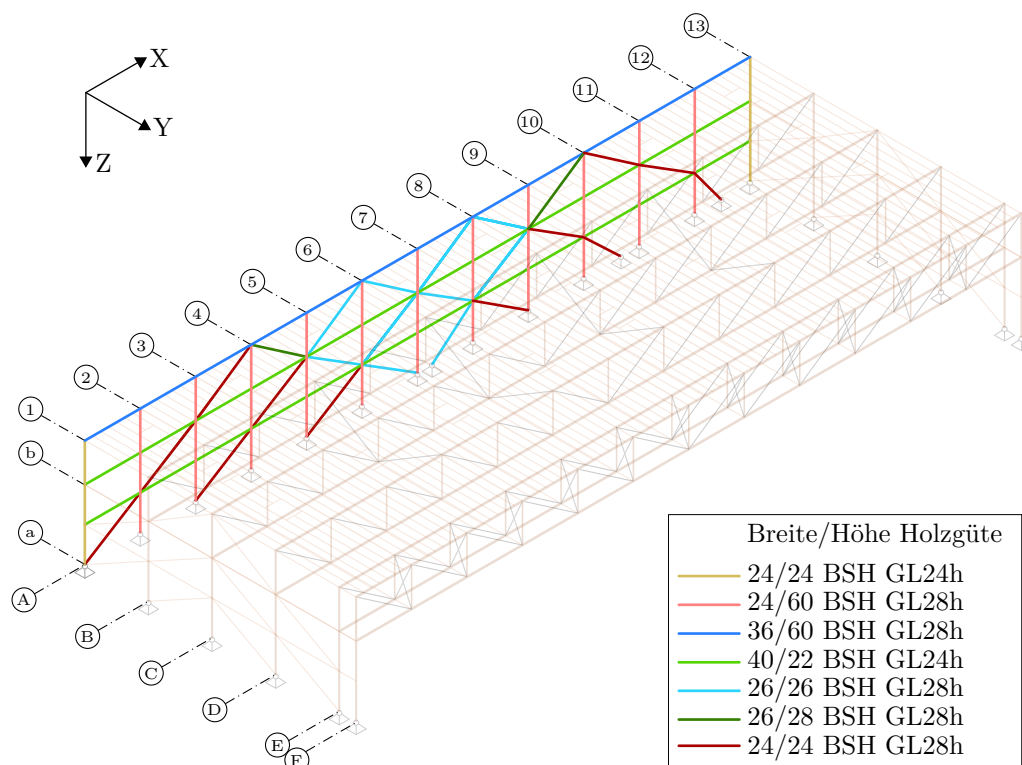 X
Y
Z
13
12
11
10
9
8
7
6
5
4
3
2
1
b
a
A
B
C
D
E
F
Breite/Höhe Holzgüte
24/24 BSH GL24h
24/60 BSH GL28h
36/60 BSH GL28h
40/22 BSH GL24h
26/26 BSH GL28h
26/28 BSH GL28h
24/24 BSH GL28h